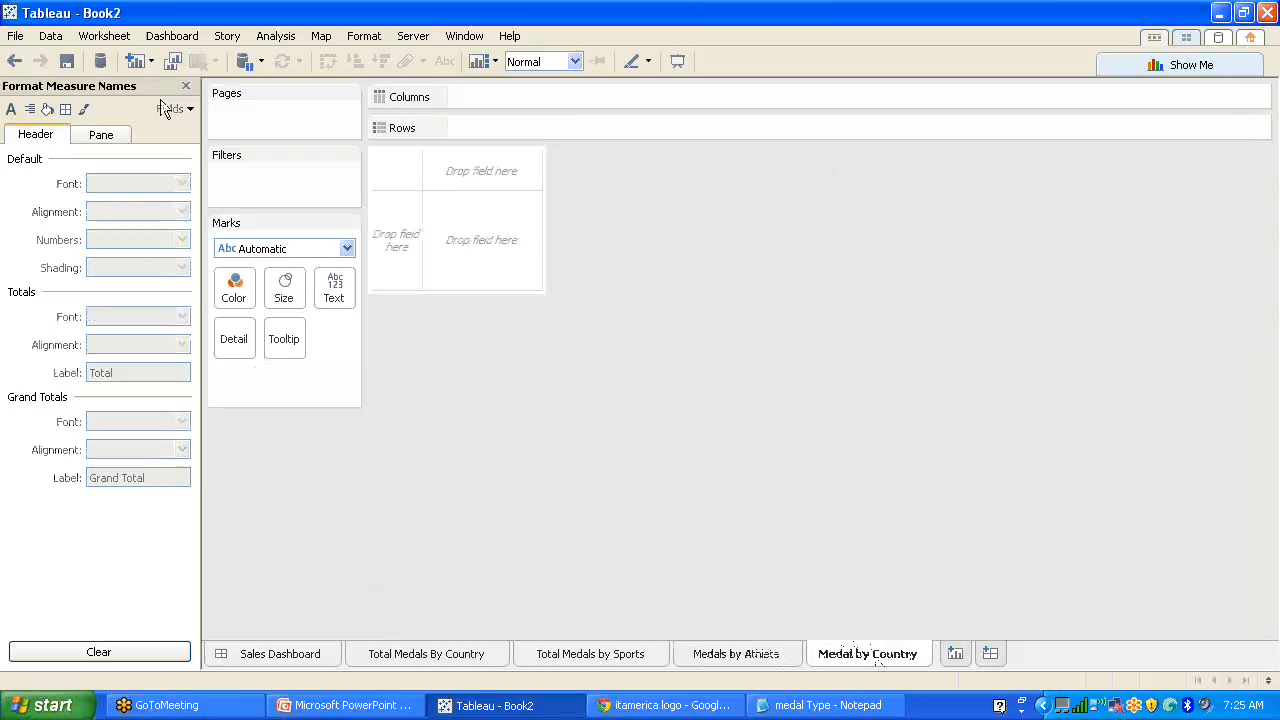 Tableau - Book2
File Data Worksheet Dashboard Story Analysis Map Format Server Window Help
Abc Normal
Show Me
Format Measure Names
Fields
Header Pane
Default
Font:
Alignment:
Numbers:
Shading:
Totals
Font:
Alignment:
Label: Total
Grand Totals
Font:
Alignment:
Label: Grand Total
Clear
Pages
Filters
Marks
Abc Automatic
Color Size Abc 123 Text
Detail Tooltip
Columns
Rows
Drop field here
Drop field here
Drop field here
Sales Dashboard Total Medals By Country Total Medals by Sports Medals by Athlets Medal by Country
start GoToMeeting Microsoft PowerPoint ... Tableau - Book2 itamerica logo - Googl... medal Type - Notepad 7:25 AM